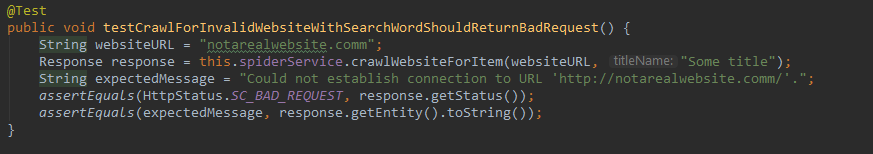 @Test
public void testCrawlForInvalidWebsiteWithSearchWordShouldReturnBadRequest() {
    String websiteURL = "notarealwebsite.comm";
    Response response = this.spiderService.crawlWebsiteForItem(websiteURL, titleName: "Some title");
    String expectedMessage = "Could not establish connection to URL 'http://notarealwebsite.comm/'.";
    assertEquals(HttpStatus.SC_BAD_REQUEST, response.getStatus());
    assertEquals(expectedMessage, response.getEntity().toString());
}